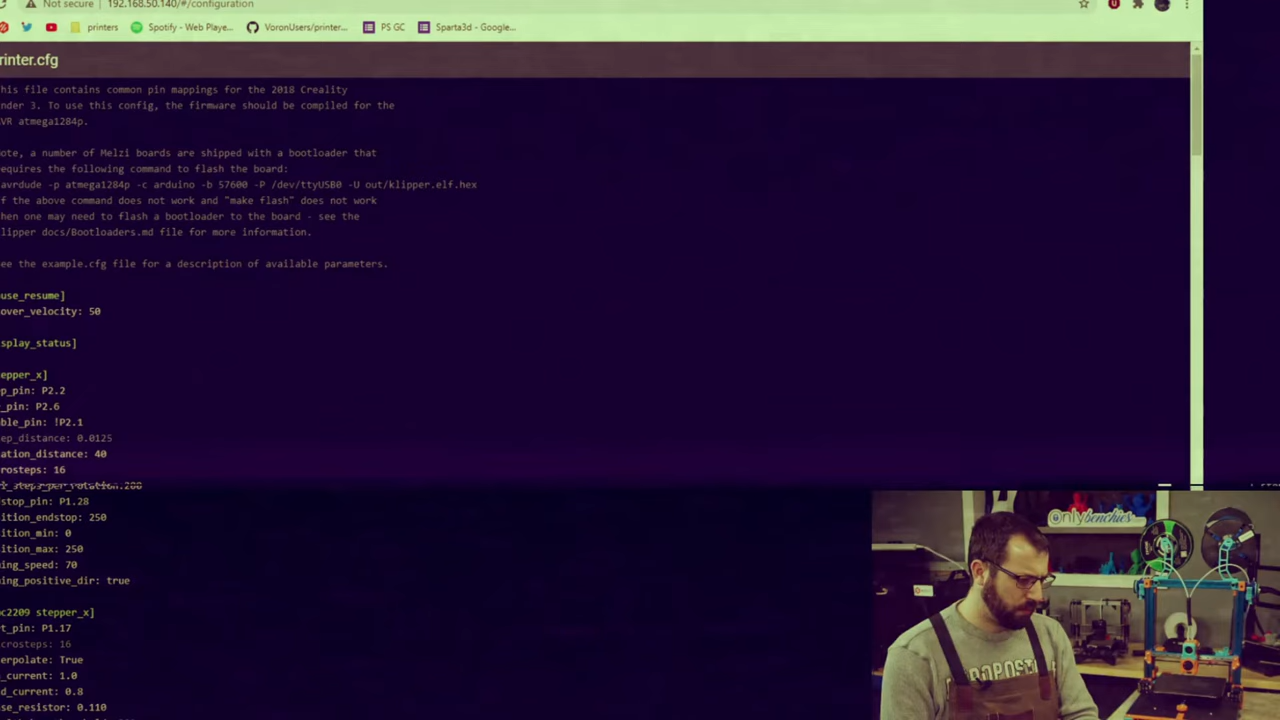 Not secure 192.168.50.140/#/configuration
printers Spotify - Web Playe... VoronUsers/printer... PS GC Sparta3d - Google...
rinter.cfg
his file contains common pin mappings for the 2018 Creality
nder 3. To use this config, the firmware should be compiled for the
VR atmega1284p.
ote, a number of Melzi boards are shipped with a bootloader that
equires the following command to flash the board:
avrdude -p atmega1284p -c arduino -b 57600 -P /dev/ttyUSB0 -U out/klipper.elf.hex
f the above command does not work and "make flash" does not work
hen one may need to flash a bootloader to the board - see the
lipper docs/Bootloaders.md file for more information.
ee the example.cfg file for a description of available parameters.
use_resume]
over_velocity: 50
splay_status]
epper_x]
ep_pin: P2.2
_pin: P2.6
ble_pin: !P2.1
ep_distance: 0.0125
ation_distance: 40
rosteps: 16
_steps_per_rotation:200
stop_pin: P1.28
ition_endstop: 250
ition_min: 0
ition_max: 250
ing_speed: 70
ing_positive_dir: true
c2209 stepper_x]
t_pin: P1.17
crosteps: 16
erpolate: True
_current: 1.0
d_current: 0.8
se_resistor: 0.110
Onlybenchies